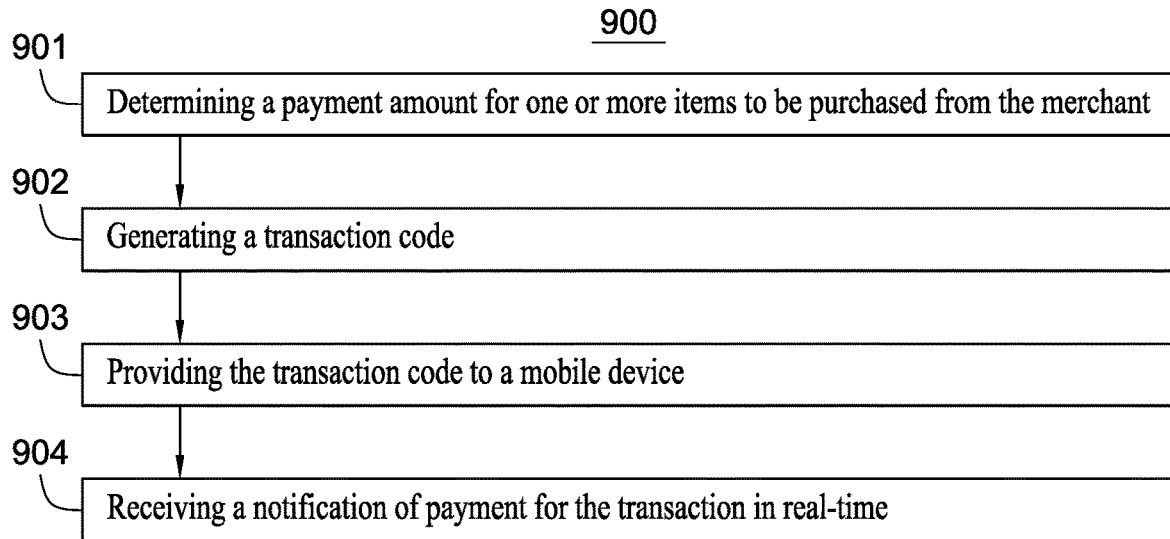 900
901
Determining a payment amount for one or more items to be purchased from the merchant
902
Generating a transaction code
903
Providing the transaction code to a mobile device
904
Receiving a notification of payment for the transaction in real-time